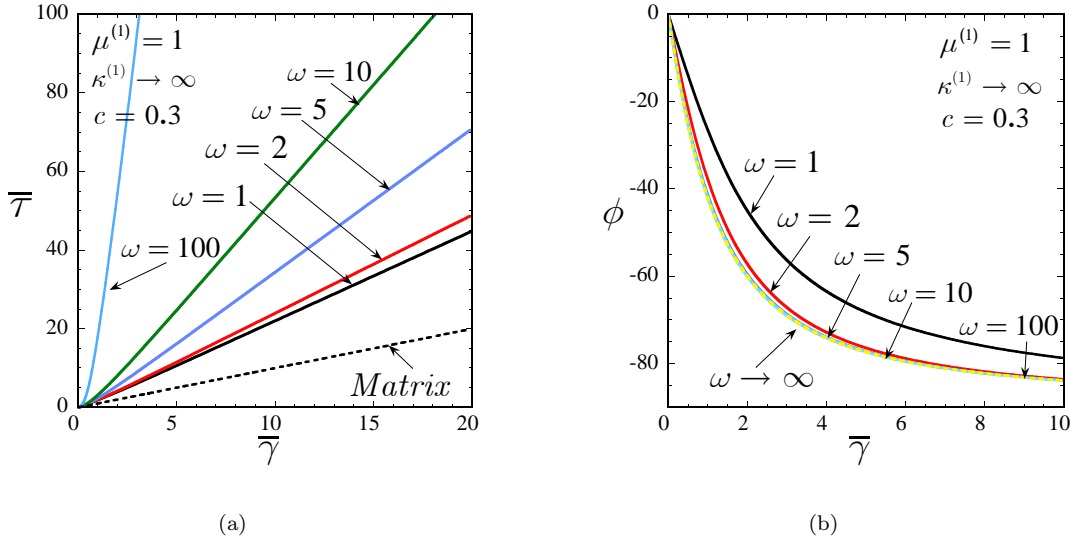 100
80
60
40
20
0
0
5
10
15
20
τ̅
γ̅
μ⁽¹⁾ = 1
κ⁽¹⁾ → ∞
c = 0.3
ω = 10
ω = 5
ω = 2
ω = 1
ω = 100
Matrix
(a)
0
-20
-40
-60
-80
0
2
4
6
8
10
ϕ
γ̅
μ⁽¹⁾ = 1
κ⁽¹⁾ → ∞
c = 0.3
ω = 1
ω = 2
ω = 5
ω = 10
ω = 100
ω → ∞
(b)